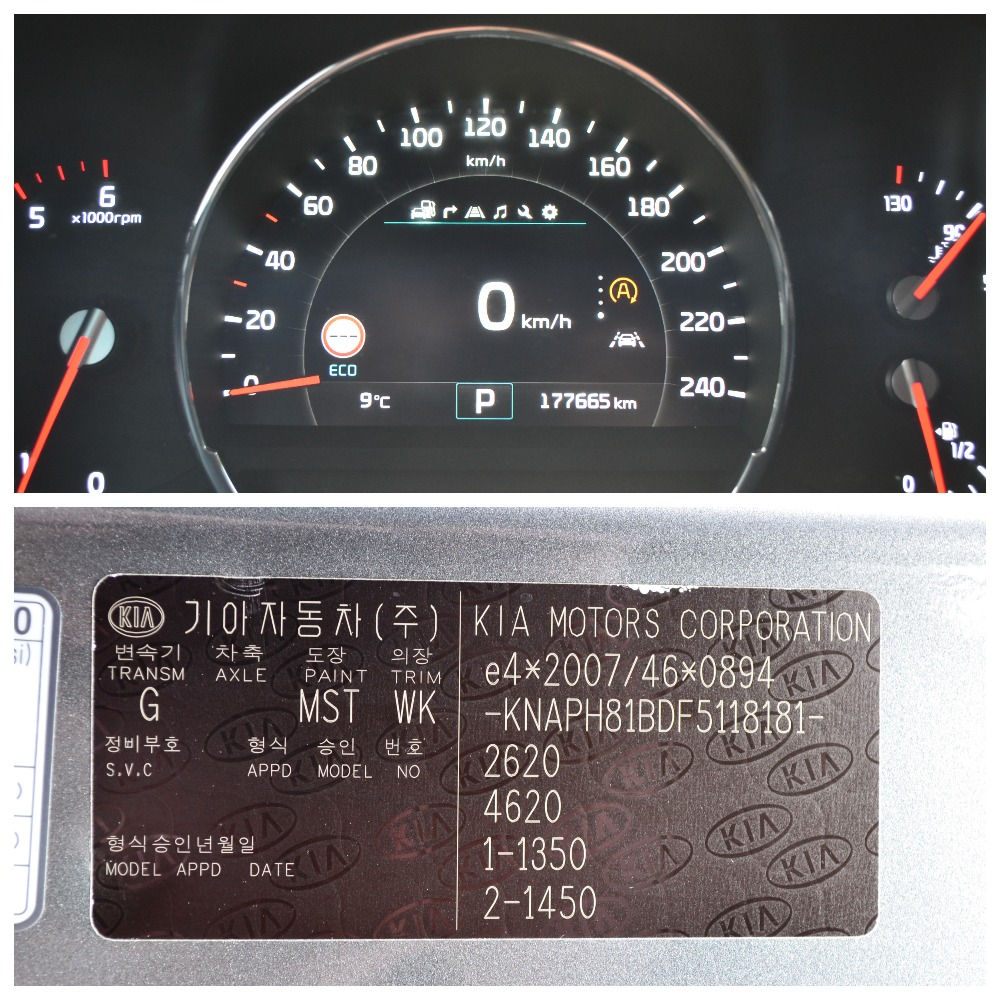 100 120 140
80 km/h 160
60 180
40 200
20 220
0 240
5 6
x1000rpm
1 0
130
90
0 km/h
A
---
ECO
9°C P 177665 km
1/2
0
0
KIA 기아자동차(주) KIA MOTORS CORPORATION
변속기 차축 도장 의장
TRANSM AXLE PAINT TRIM
e4*2007/46*0894
G MST WK
-KNAPH81BDF5118181-
정비부호 형식 승인 번호
S.V.C APPD MODEL NO
2620
4620
형식승인년월일
MODEL APPD DATE
1-1350
2-1450